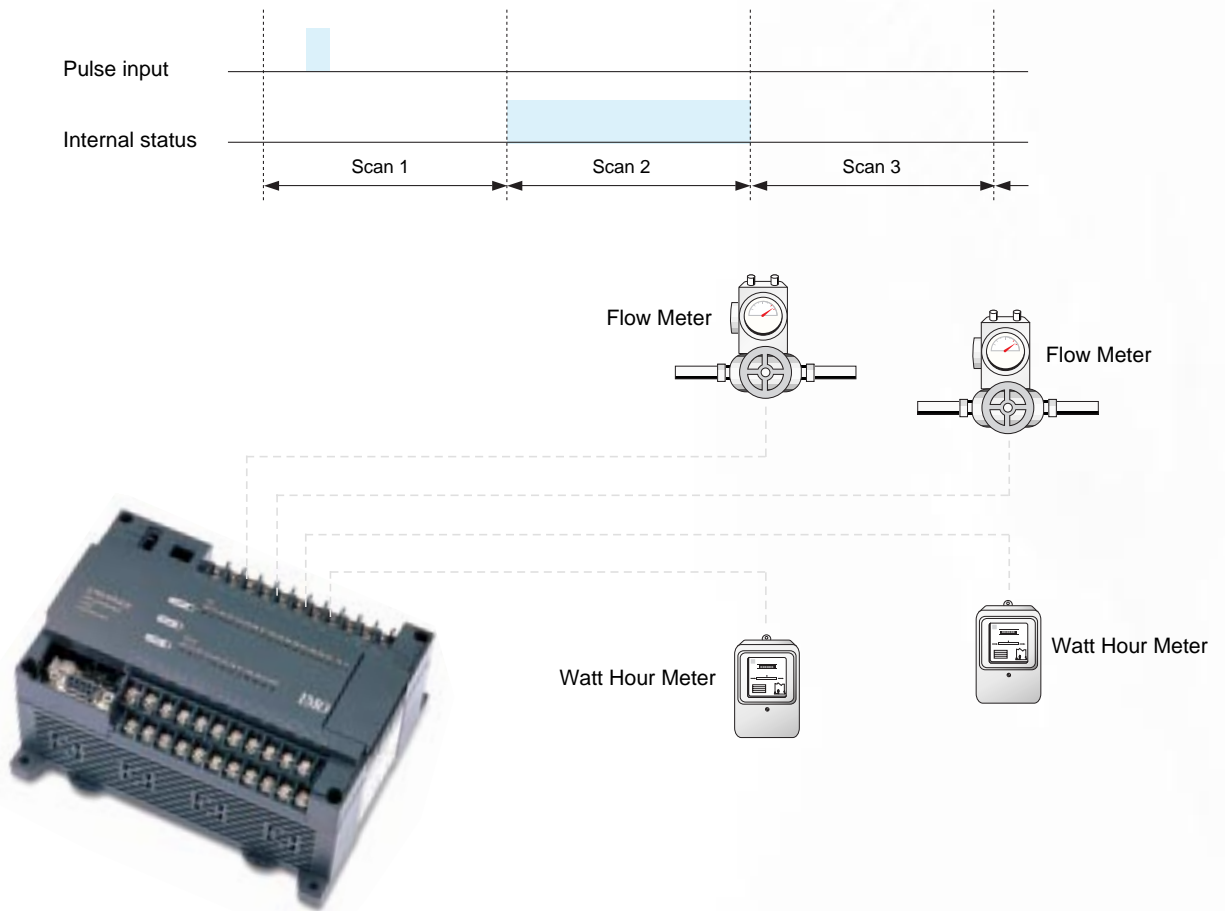 Pulse input
Internal status
Scan 1
Scan 2
Scan 3
Flow Meter
Flow Meter
Watt Hour Meter
Watt Hour Meter